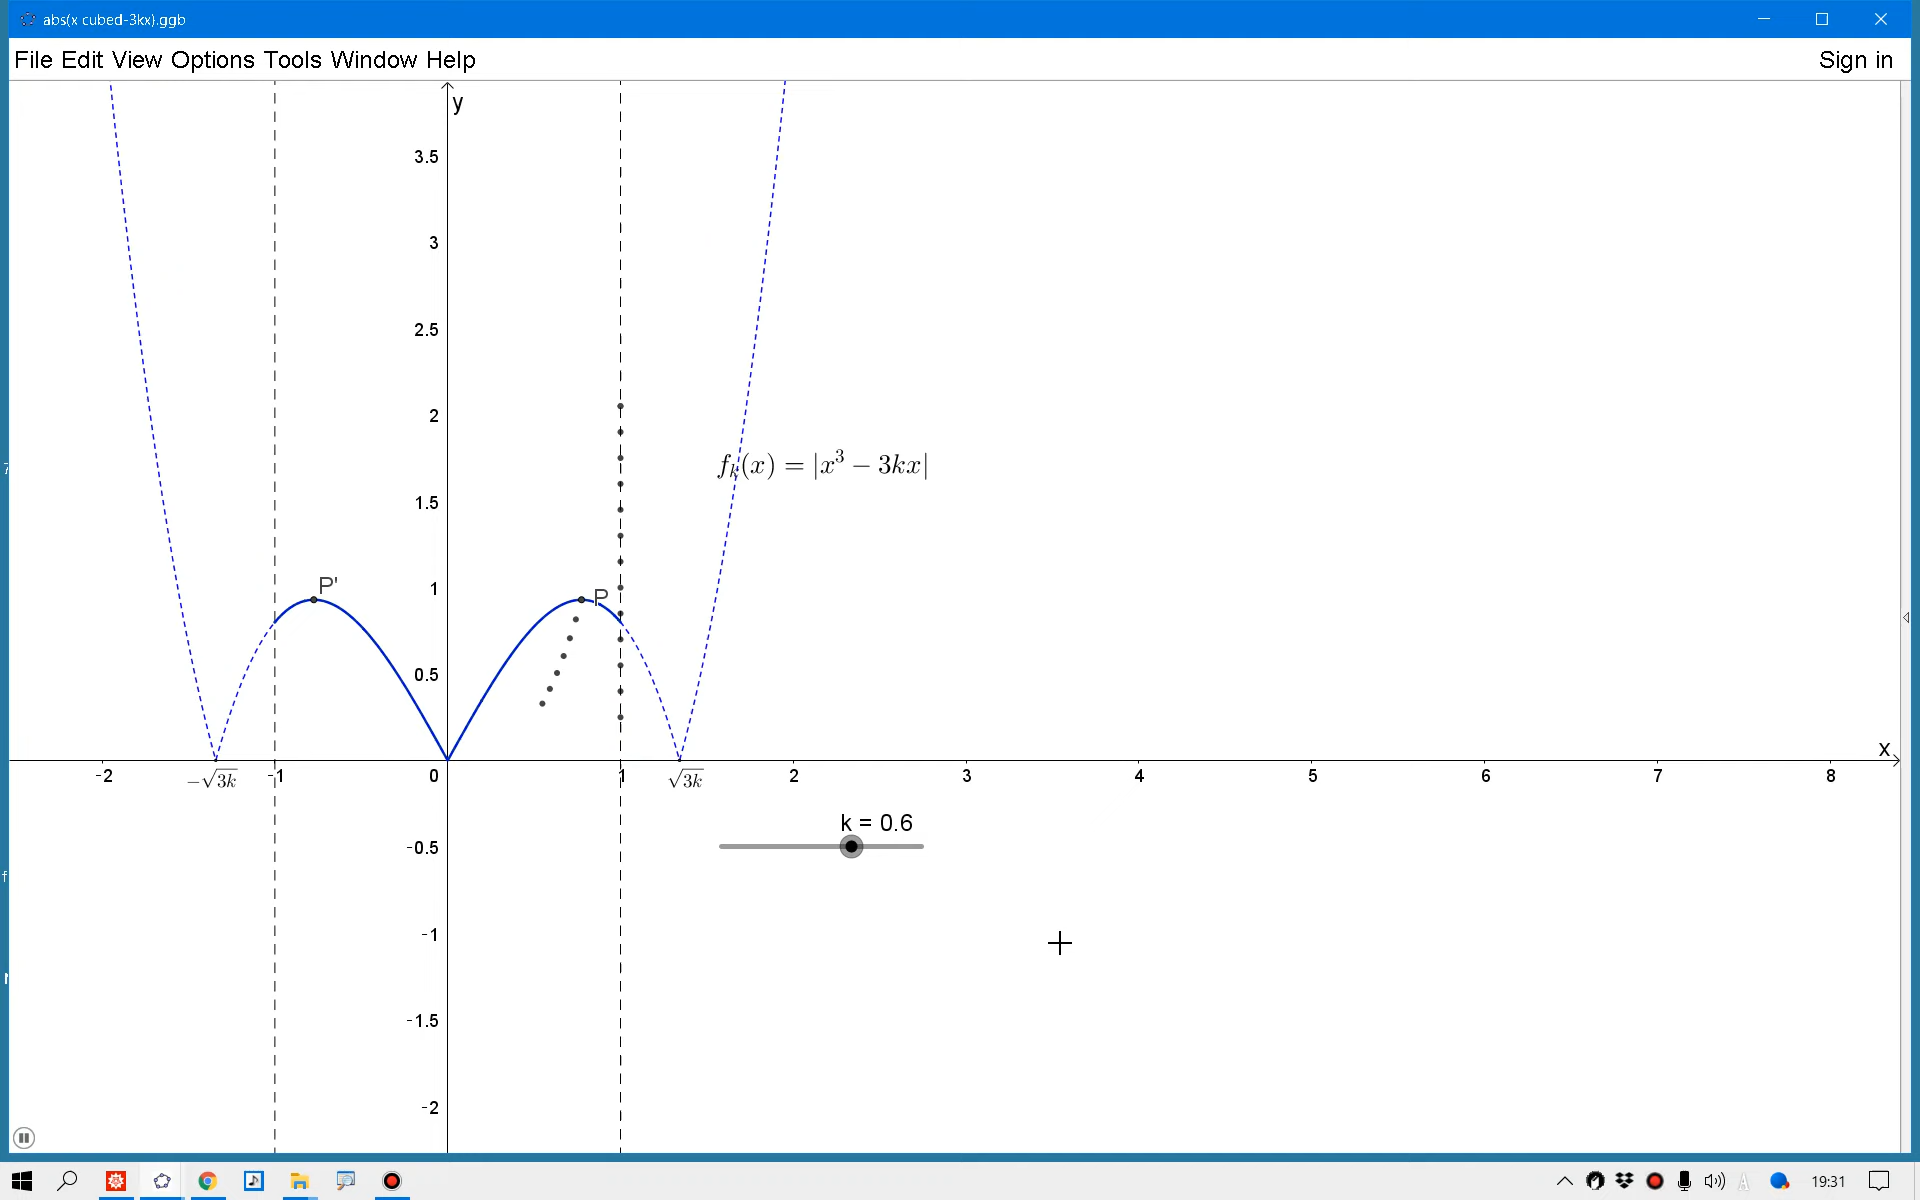 abs(x cubed-3kx).ggb
File Edit View Options Tools Window Help
Sign in
y
3.5
3
2.5
2
f_k(x) = |x³ − 3kx|
1.5
1
P'
P
0.5
x
-2
−√3k
-1
0
1
√3k
2
3
4
5
6
7
8
k = 0.6
-0.5
-1
-1.5
-2
19:31